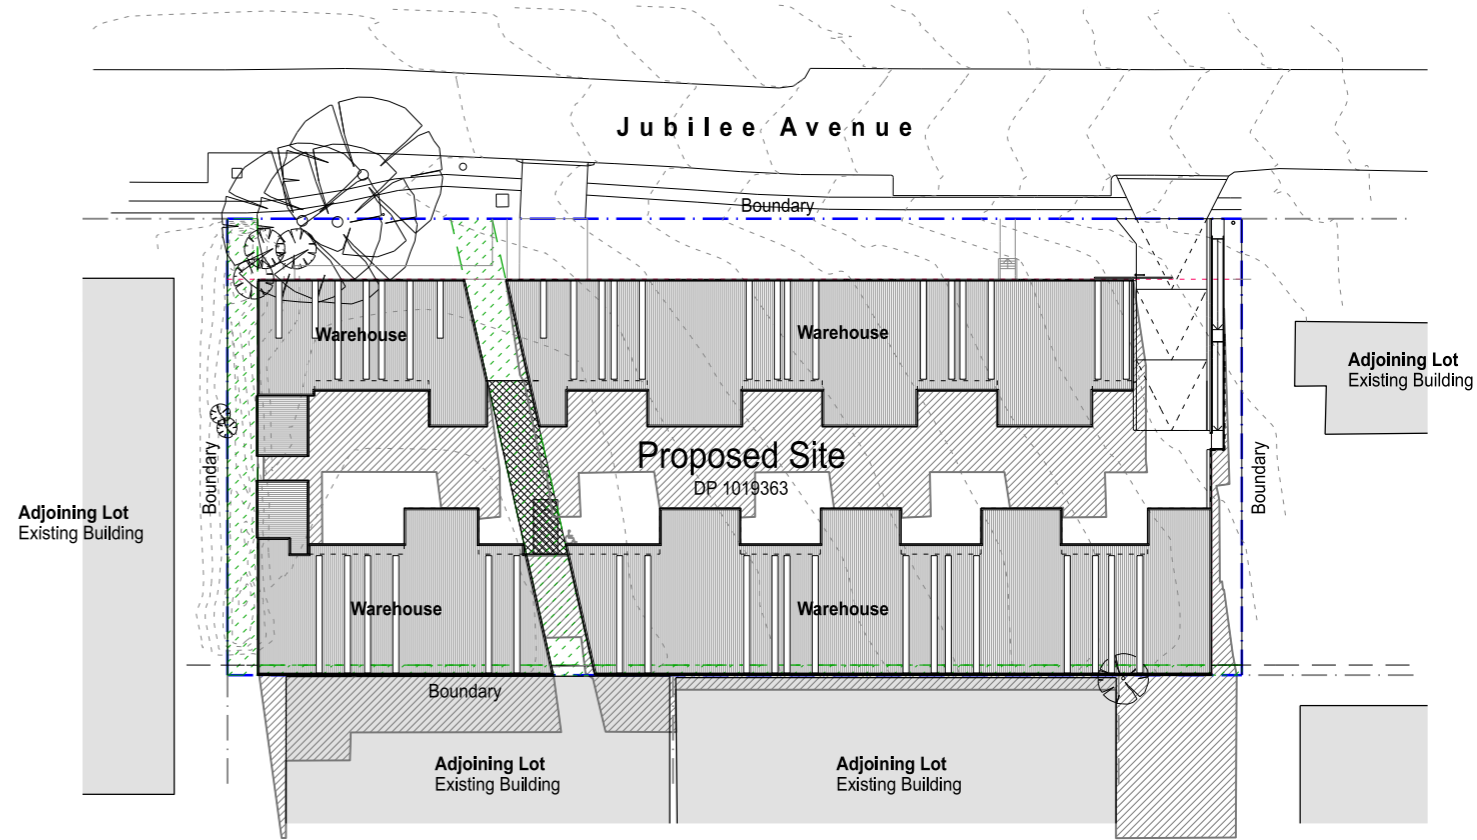 Jubilee Avenue
Boundary
Warehouse
Warehouse
Adjoining Lot
Existing Building
Proposed Site
DP 1019363
Boundary
Boundary
Adjoining Lot
Existing Building
Warehouse
Warehouse
Boundary
Adjoining Lot
Existing Building
Adjoining Lot
Existing Building